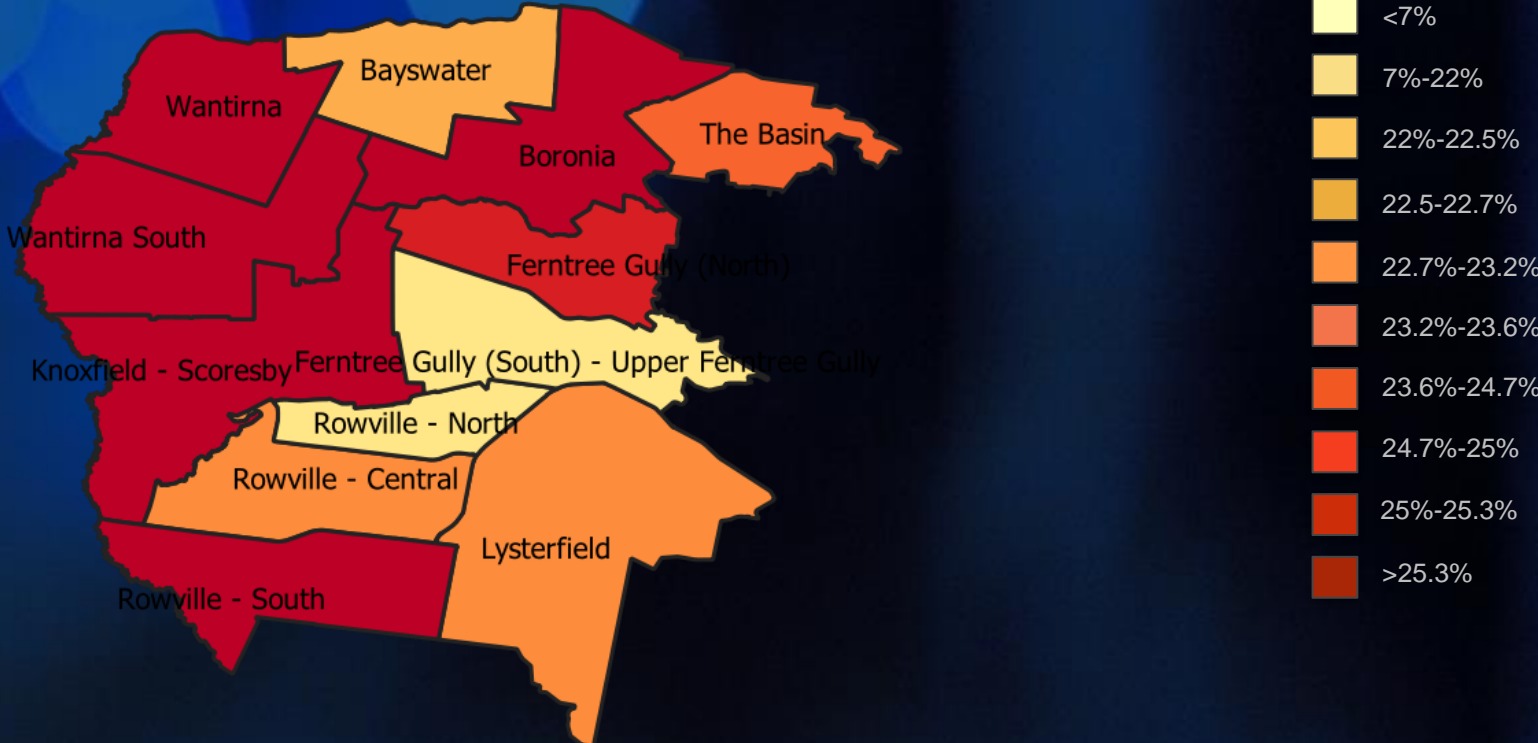 Bayswater
Wantirna
The Basin
Boronia
Wantirna South
Ferntree Gully (North)
Ferntree Gully (South) - Upper Ferntree Gully
Knoxfield - Scoresby
Rowville - North
Rowville - Central
Lysterfield
Rowville - South
<7%
7%-22%
22%-22.5%
22.5-22.7%
22.7%-23.2%
23.2%-23.6%
23.6%-24.7%
24.7%-25%
25%-25.3%
>25.3%